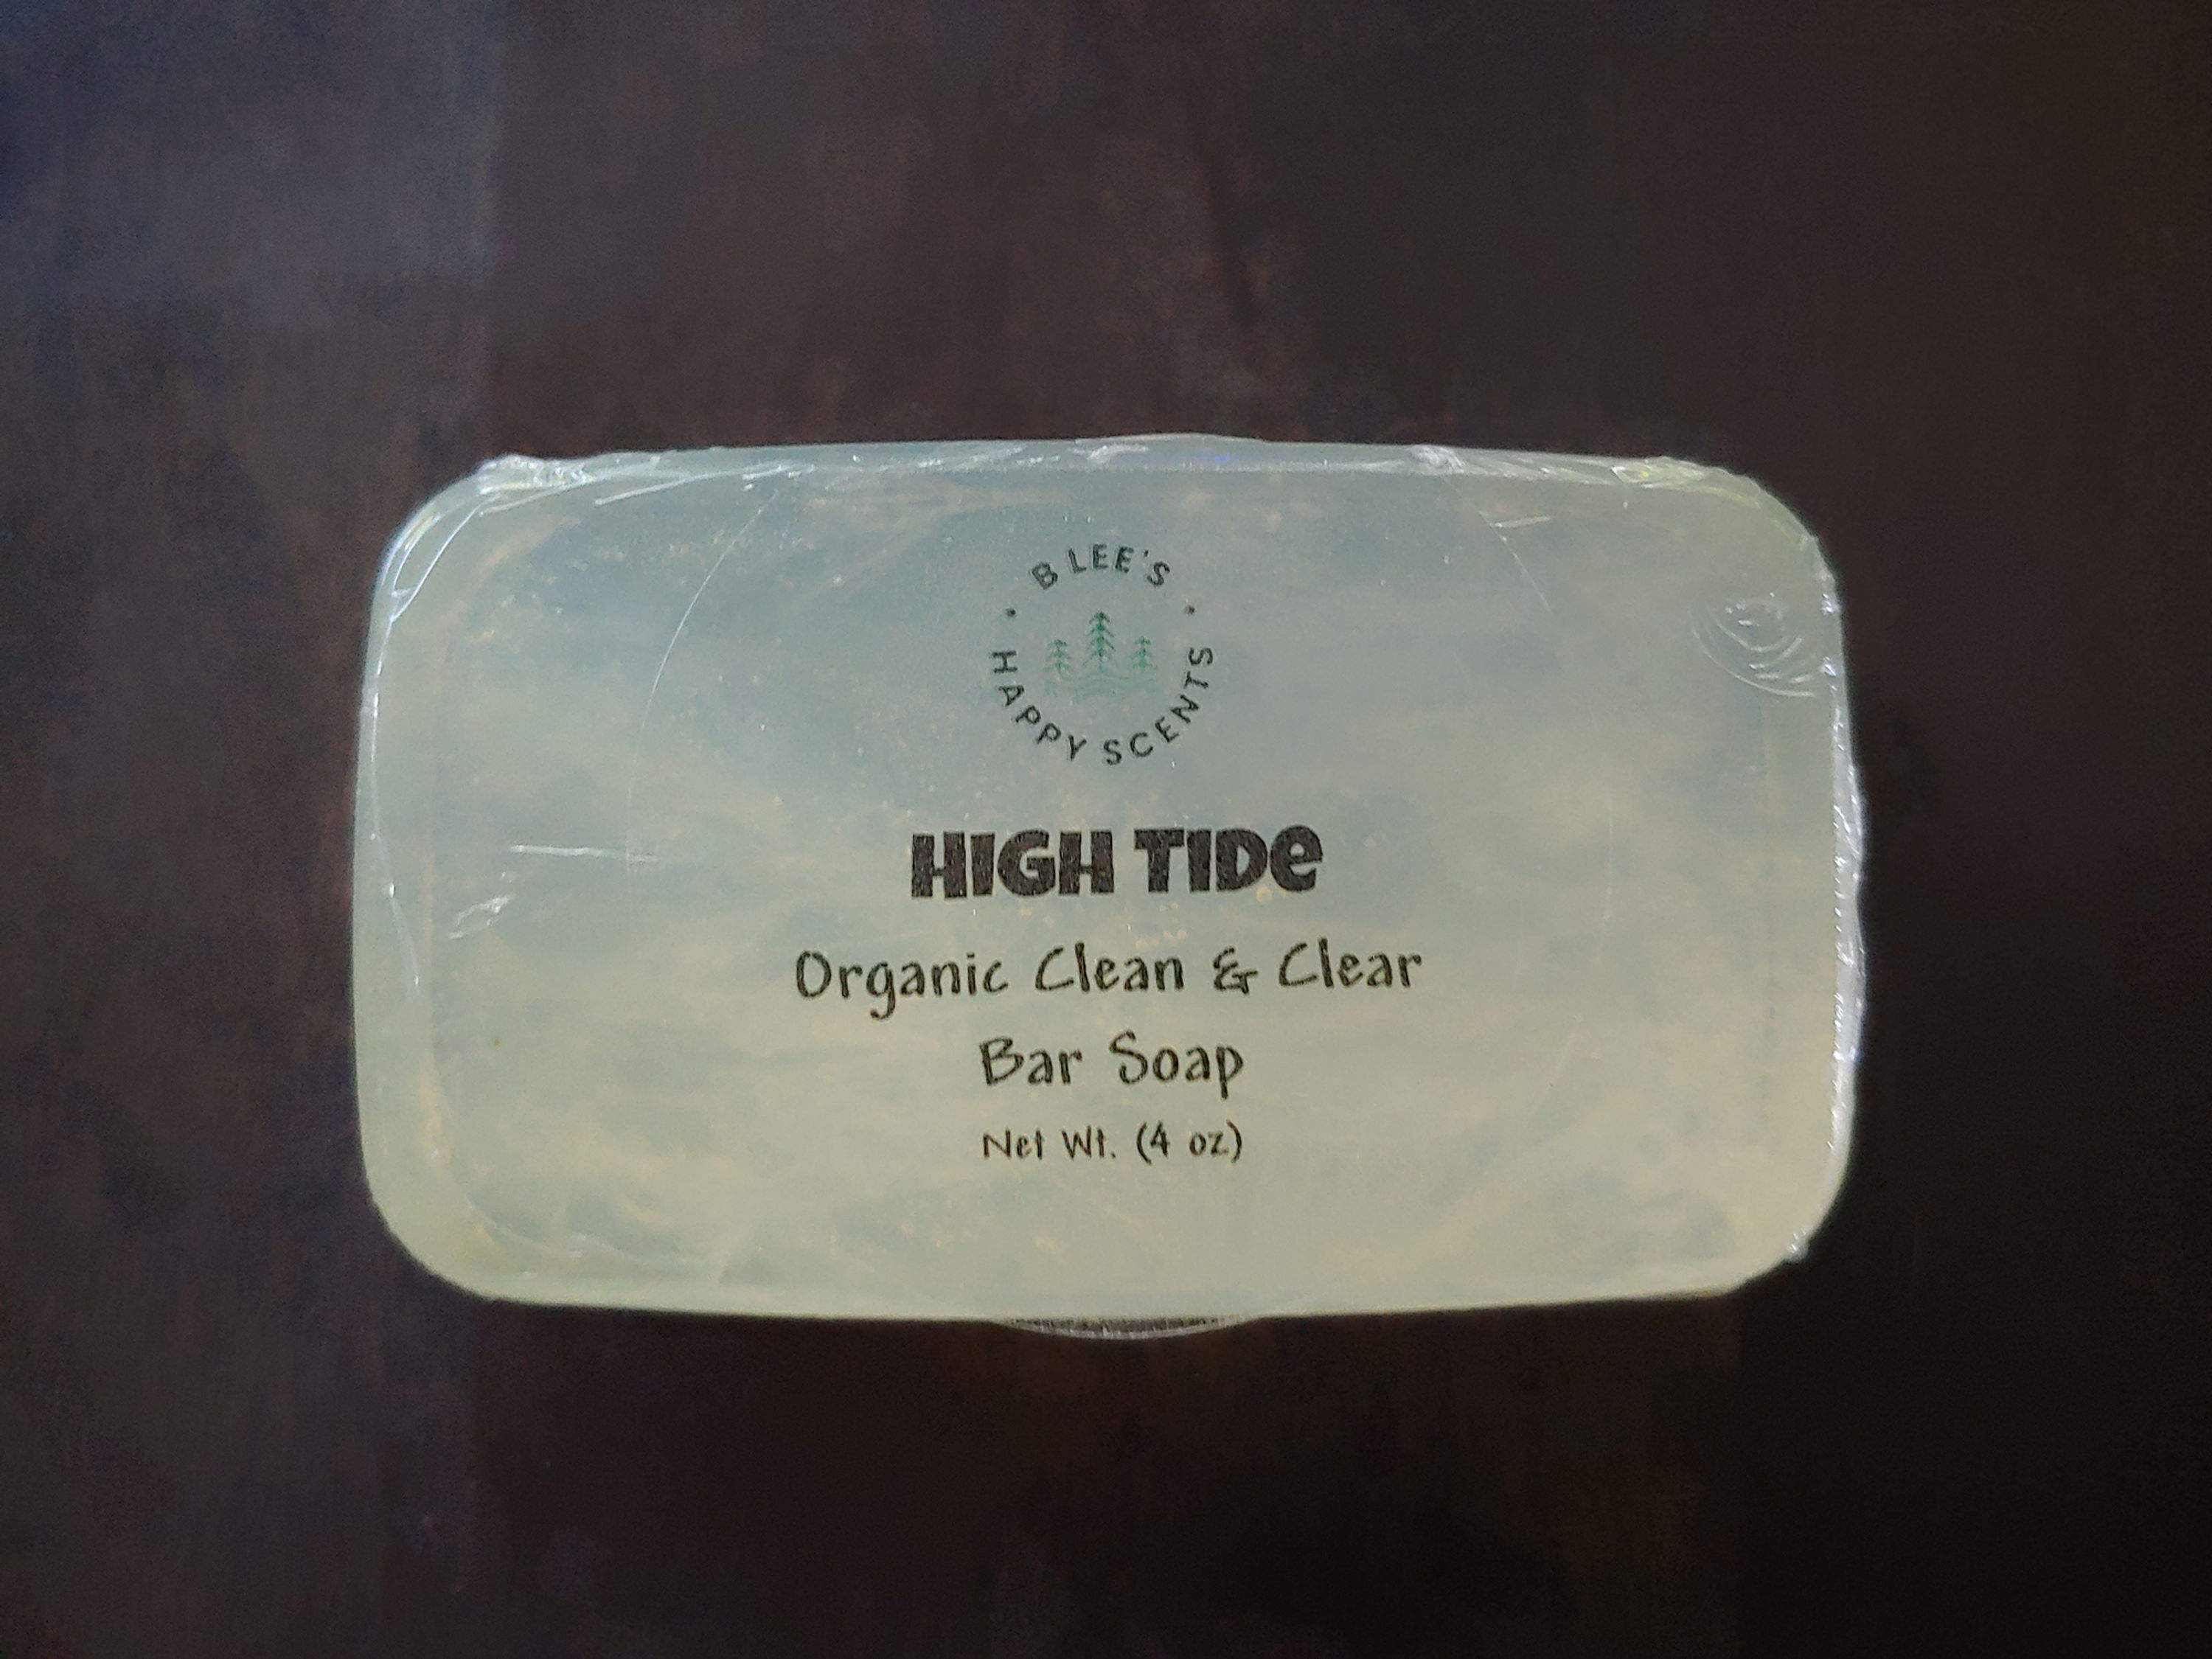 B LEE'S
HAPPY SCENTS
HIGH TIDe
Organic Clean & Clear
Bar Soap
Net Wt. (4 oz)